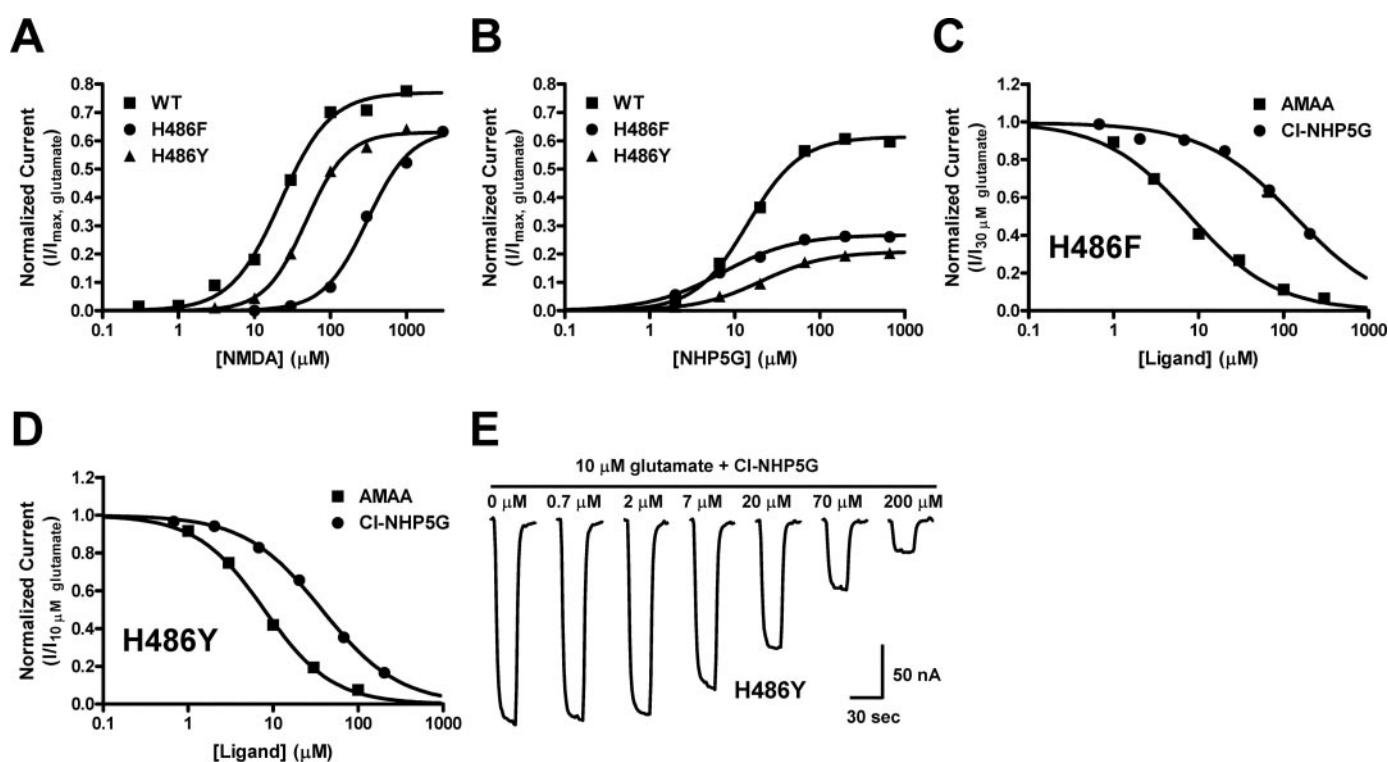 A
0.8
0.7
0.6
0.5
0.4
0.3
0.2
0.1
0.0
Normalized Current
(I/Imax, glutamate)
WT
H486F
H486Y
0.1 1 10 100 1000
[NMDA] (μM)
B
0.8
0.7
0.6
0.5
0.4
0.3
0.2
0.1
0.0
Normalized Current
(I/Imax, glutamate)
WT
H486F
H486Y
0.1 1 10 100 1000
[NHP5G] (μM)
C
1.2
1.0
0.8
0.6
0.4
0.2
0.0
Normalized Current
(I/I30 μM glutamate)
AMAA
Cl-NHP5G
H486F
0.1 1 10 100 1000
[Ligand] (μM)
D
1.2
1.0
0.8
0.6
0.4
0.2
0.0
Normalized Current
(I/I10 μM glutamate)
AMAA
Cl-NHP5G
H486Y
0.1 1 10 100 1000
[Ligand] (μM)
E
10 μM glutamate + Cl-NHP5G
0 μM 0.7 μM 2 μM 7 μM 20 μM 70 μM 200 μM
H486Y
50 nA
30 sec